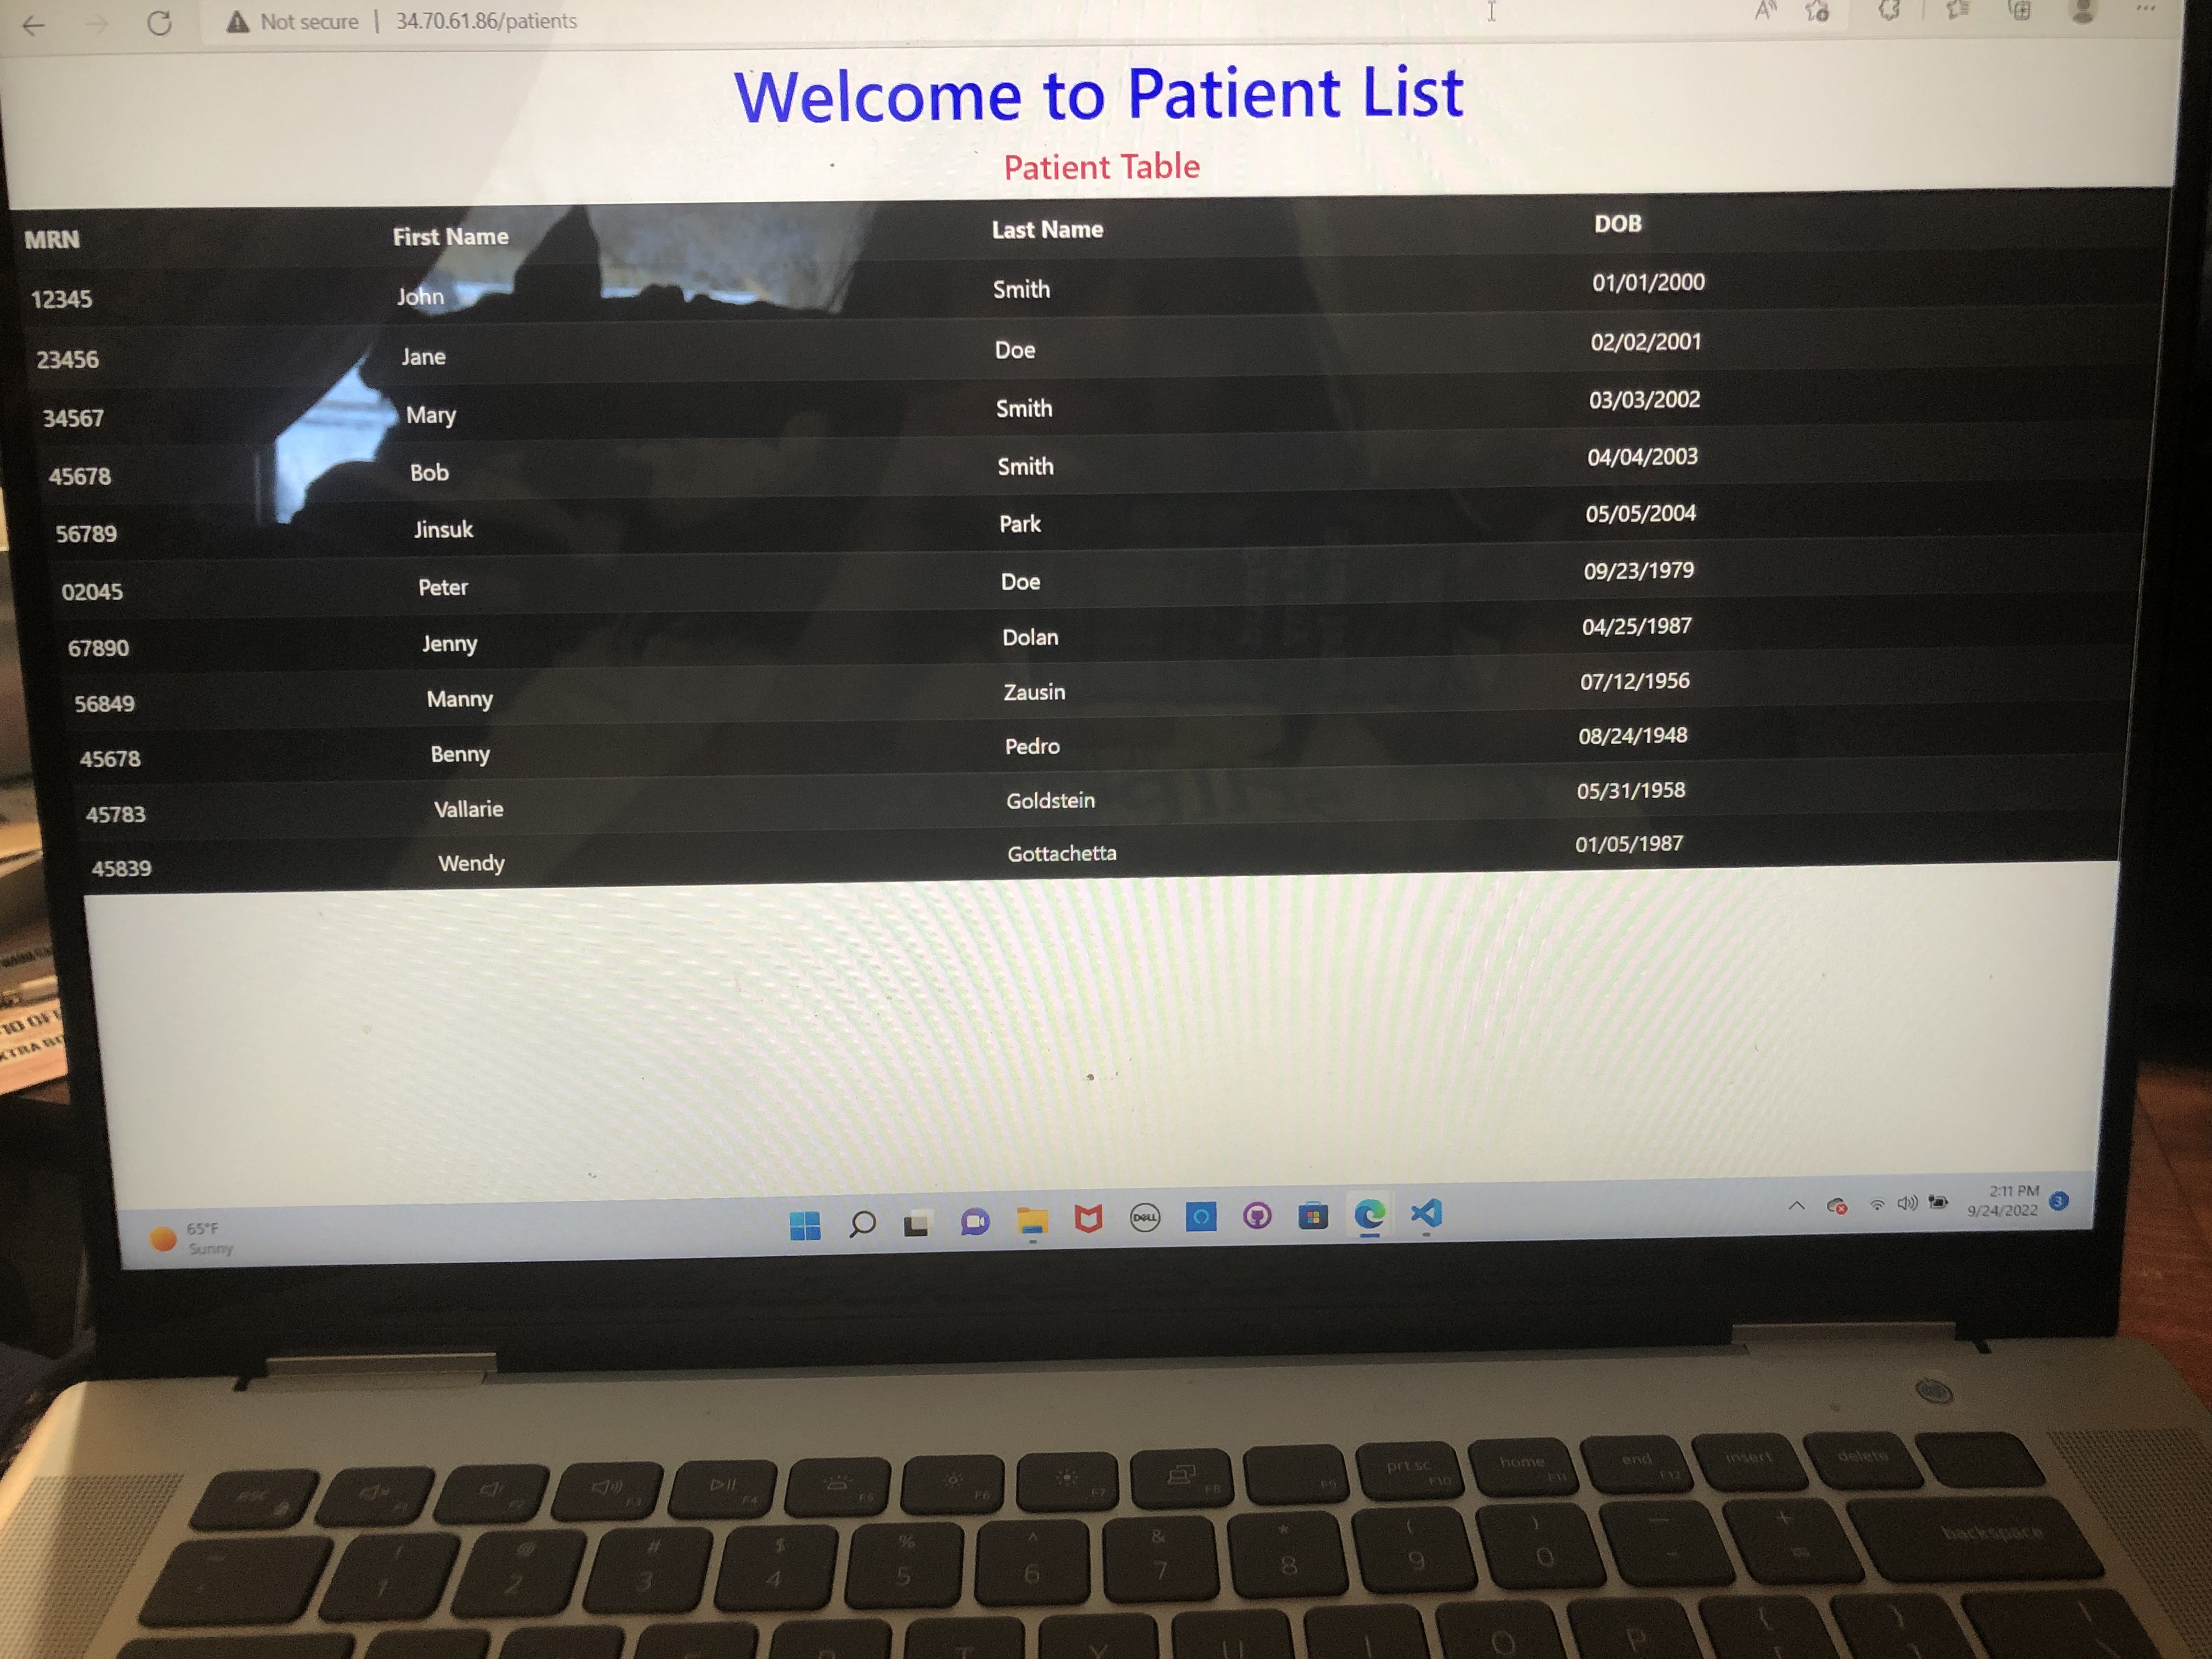 Not secure | 34.70.61.86/patients
Welcome to Patient List
Patient Table
MRN First Name Last Name DOB
12345 John Smith 01/01/2000
23456 Jane Doe 02/02/2001
34567 Mary Smith 03/03/2002
45678 Bob Smith 04/04/2003
56789 Jinsuk Park 05/05/2004
02045 Peter Doe 09/23/1979
67890 Jenny Dolan 04/25/1987
56849 Manny Zausin 07/12/1956
45678 Benny Pedro 08/24/1948
45783 Vallarie Goldstein 05/31/1958
45839 Wendy Gottachetta 01/05/1987
65°F
Sunny
DELL
2:11 PM
9/24/2022
3
esc F1 F2 F3 F4 F5 F6 F7 F8 F9 prt sc F10 home F11 end F12 insert delete
! @ # $ % ^ & * ( ) — +
1 2 3 4 5 6 7 8 9 0 - = backspace
T Y U I O P { }